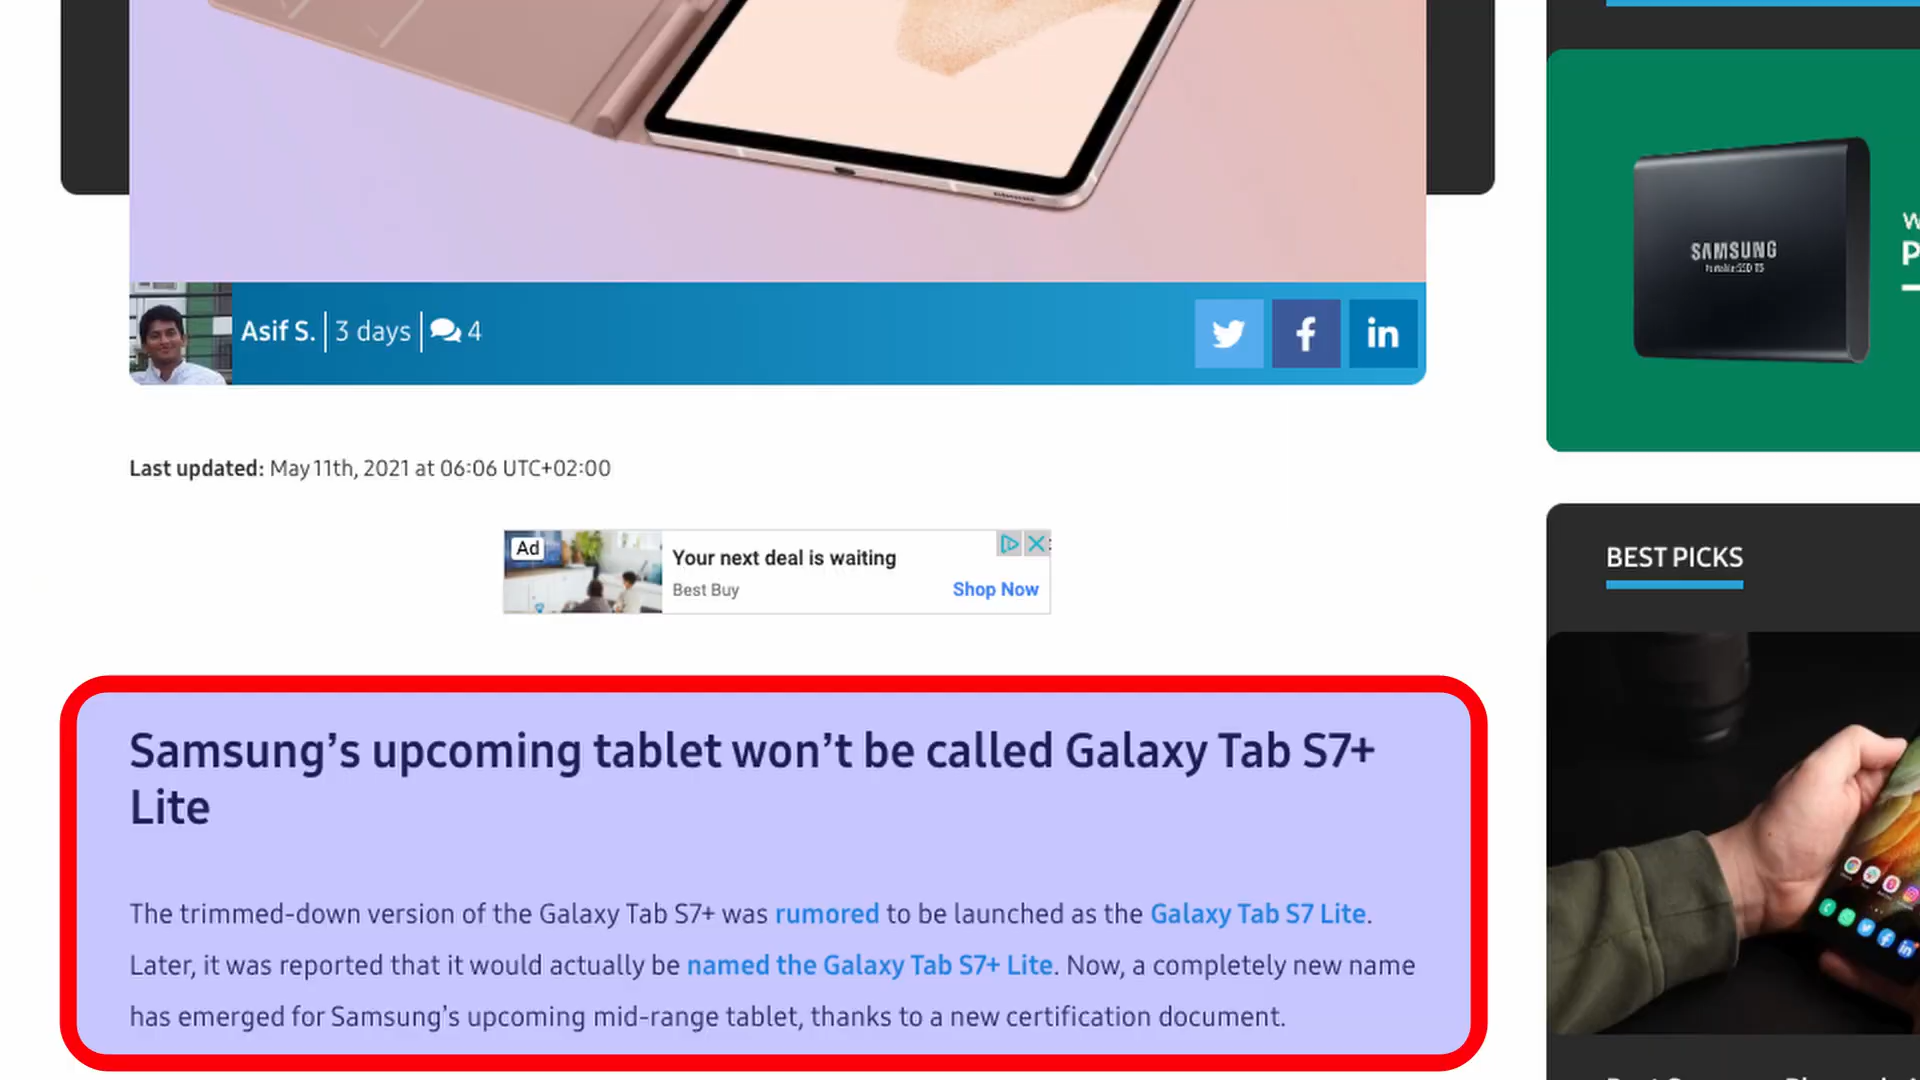 SAMSUNG
Portable SSD T5
Asif S. 3 days 4
Last updated: May 11th, 2021 at 06:06 UTC+02:00
Ad
Your next deal is waiting
Best Buy
Shop Now
BEST PICKS
Samsung’s upcoming tablet won’t be called Galaxy Tab S7+
Lite
The trimmed-down version of the Galaxy Tab S7+ was rumored to be launched as the Galaxy Tab S7 Lite.
Later, it was reported that it would actually be named the Galaxy Tab S7+ Lite. Now, a completely new name
has emerged for Samsung's upcoming mid-range tablet, thanks to a new certification document.